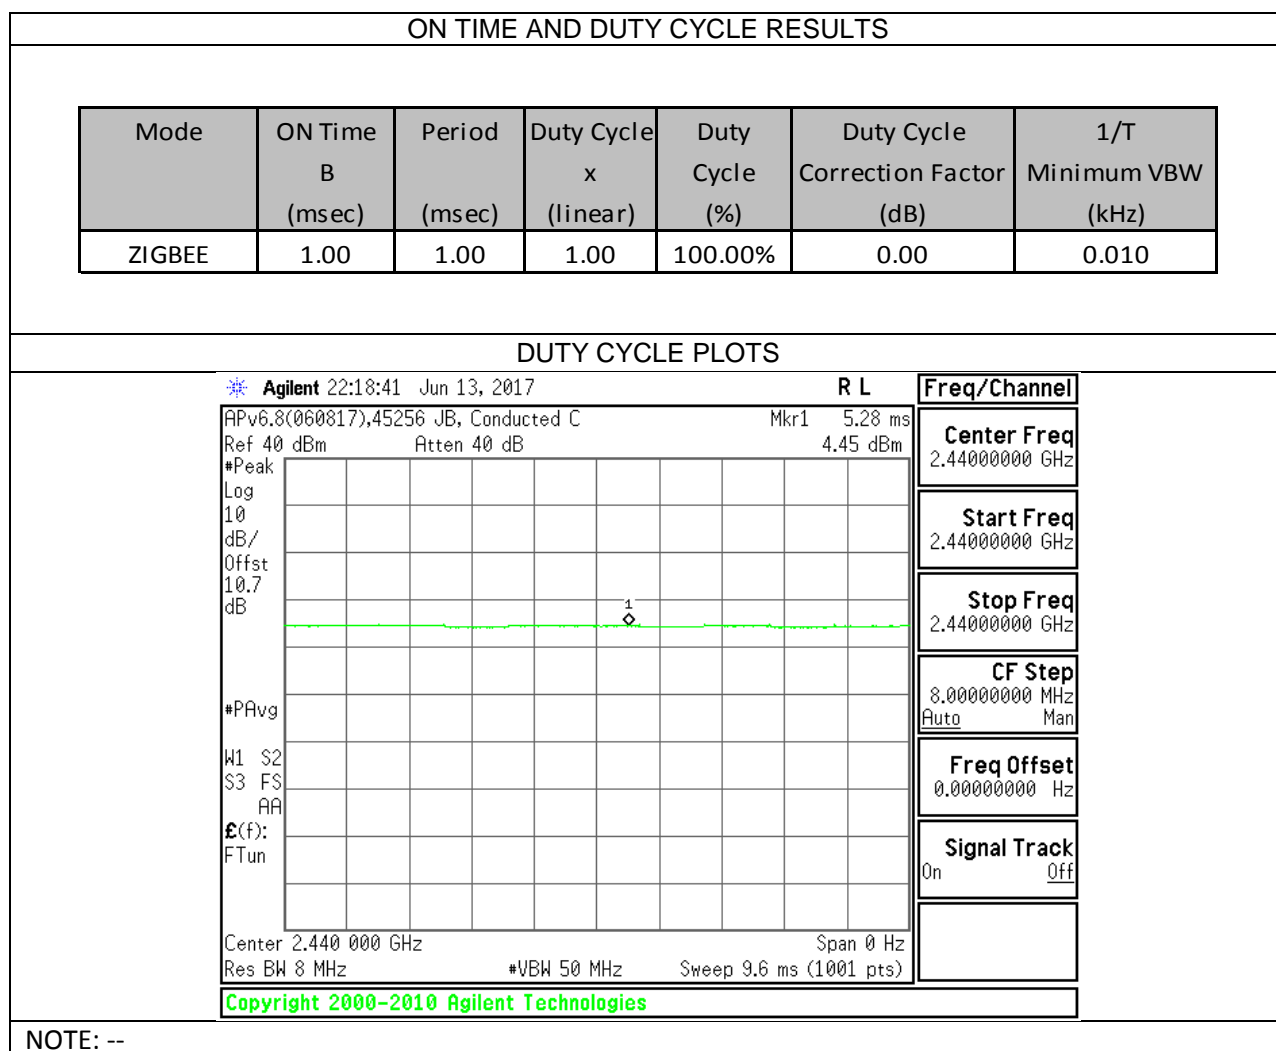 ON TIME AND DUTY CYCLE RESULTS
Mode ON Time Period Duty Cycle Duty Duty Cycle 1/T
B x Cycle Correction Factor Minimum VBW
(msec) (msec) (linear) (%) (dB) (kHz)
ZIGBEE 1.00 1.00 1.00 100.00% 0.00 0.010
DUTY CYCLE PLOTS
Agilent 22:18:41 Jun 13, 2017 R L Freq/Channel
APv6.8(060817),45256 JB, Conducted C Mkr1 5.28 ms
Ref 40 dBm Atten 40 dB 4.45 dBm
#Peak
Log
10
dB/
Offst
10.7
dB
1
#PAvg
W1 S2
S3 FS
AA
£(f):
FTun
Center 2.440 000 GHz Span 0 Hz
Res BW 8 MHz #VBW 50 MHz Sweep 9.6 ms (1001 pts)
Center Freq
2.44000000 GHz
Start Freq
2.44000000 GHz
Stop Freq
2.44000000 GHz
CF Step
8.00000000 MHz
Auto Man
Freq Offset
0.00000000 Hz
Signal Track
On Off
Copyright 2000-2010 Agilent Technologies
NOTE: --